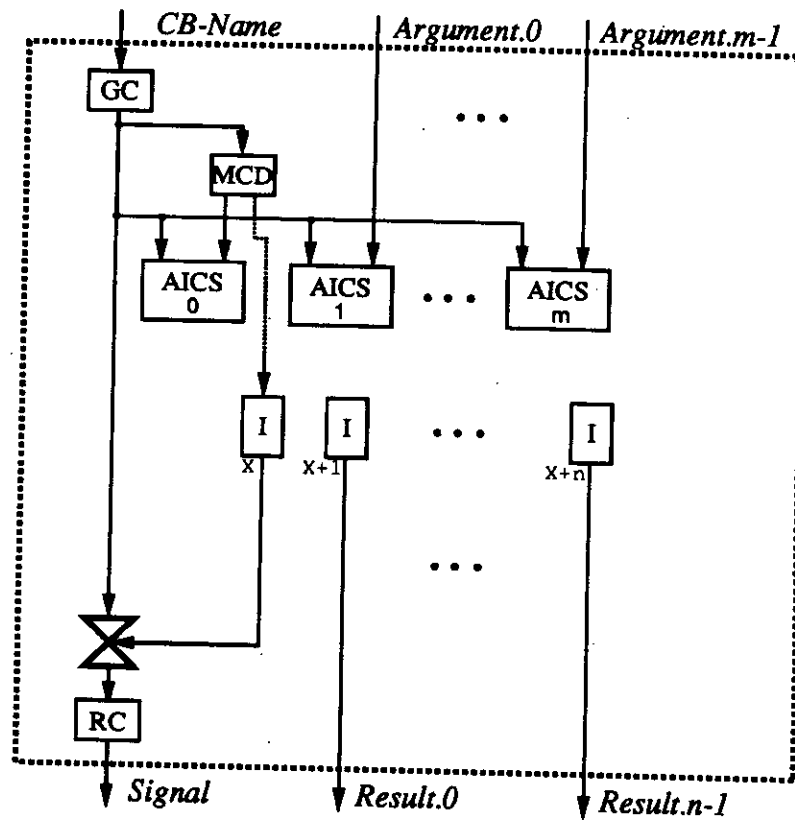 CB-Name
Argument.0
Argument.m-1
GC
MCD
AICS
0
AICS
1
AICS
m
I
I
I
X
X+1
X+n
RC
Signal
Result.0
Result.n-1